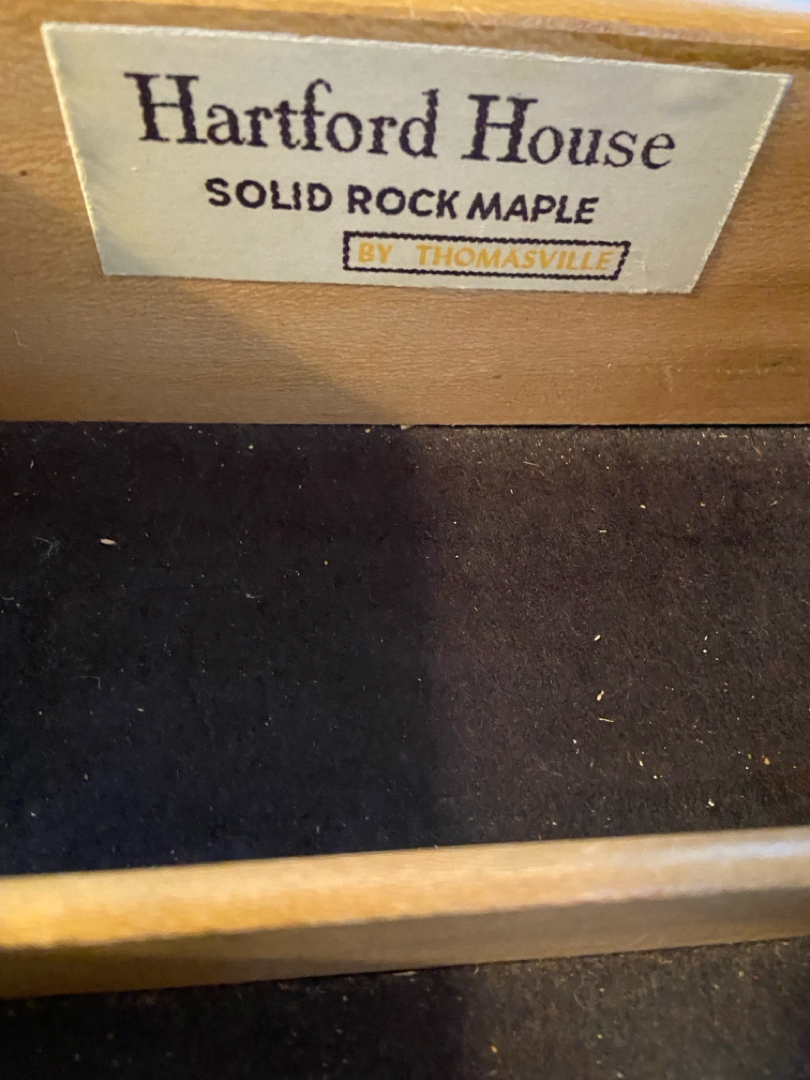 Hartford House
SOLID ROCK MAPLE
BY THOMASVILLE